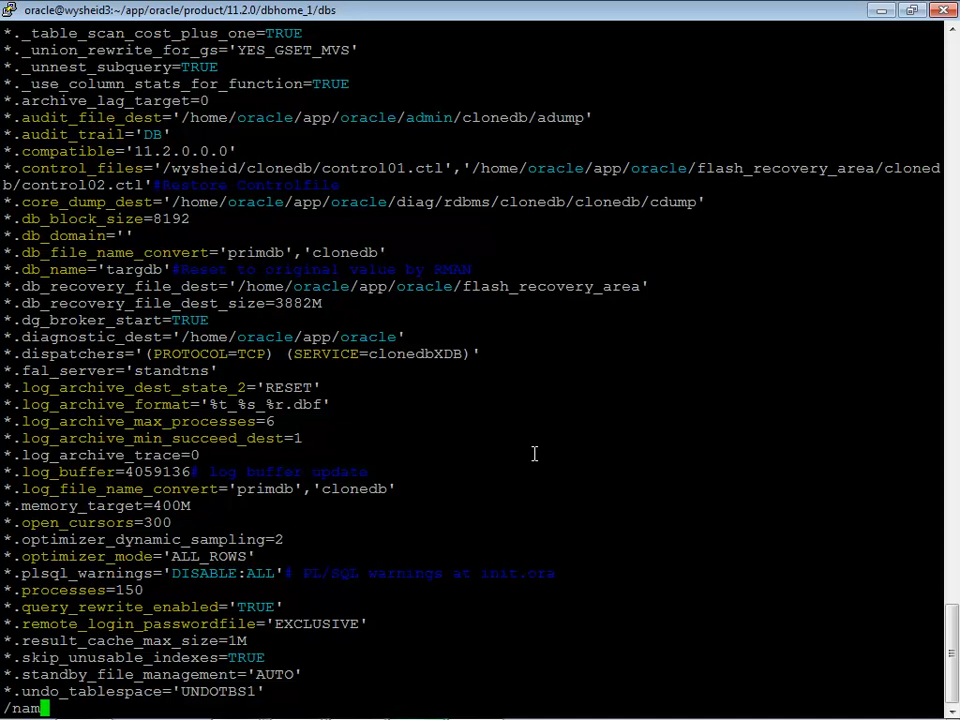 oracle@wysheid3:~/app/oracle/product/11.2.0/dbhome_1/dbs
*._table_scan_cost_plus_one=TRUE
*._union_rewrite_for_gs='YES_GSET_MVS'
*._unnest_subquery=TRUE
*._use_column_stats_for_function=TRUE
*.archive_lag_target=0
*.audit_file_dest='/home/oracle/app/oracle/admin/clonedb/adump'
*.audit_trail='DB'
*.compatible='11.2.0.0.0'
*.control_files='/wysheid/clonedb/control01.ctl','/home/oracle/app/oracle/flash_recovery_area/cloned
b/control02.ctl'#Restore Controlfile
*.core_dump_dest='/home/oracle/app/oracle/diag/rdbms/clonedb/clonedb/cdump'
*.db_block_size=8192
*.db_domain=''
*.db_file_name_convert='primdb','clonedb'
*.db_name='targdb'#Reset to original value by RMAN
*.db_recovery_file_dest='/home/oracle/app/oracle/flash_recovery_area'
*.db_recovery_file_dest_size=3882M
*.dg_broker_start=TRUE
*.diagnostic_dest='/home/oracle/app/oracle'
*.dispatchers='(PROTOCOL=TCP) (SERVICE=clonedbXDB)'
*.fal_server='standtns'
*.log_archive_dest_state_2='RESET'
*.log_archive_format='%t_%s_%r.dbf'
*.log_archive_max_processes=6
*.log_archive_min_succeed_dest=1
*.log_archive_trace=0
*.log_buffer=4059136# log buffer update
*.log_file_name_convert='primdb','clonedb'
*.memory_target=400M
*.open_cursors=300
*.optimizer_dynamic_sampling=2
*.optimizer_mode='ALL_ROWS'
*.plsql_warnings='DISABLE:ALL'# PL/SQL warnings at init.ora
*.processes=150
*.query_rewrite_enabled='TRUE'
*.remote_login_passwordfile='EXCLUSIVE'
*.result_cache_max_size=1M
*.skip_unusable_indexes=TRUE
*.standby_file_management='AUTO'
*.undo_tablespace='UNDOTBS1'
/nam